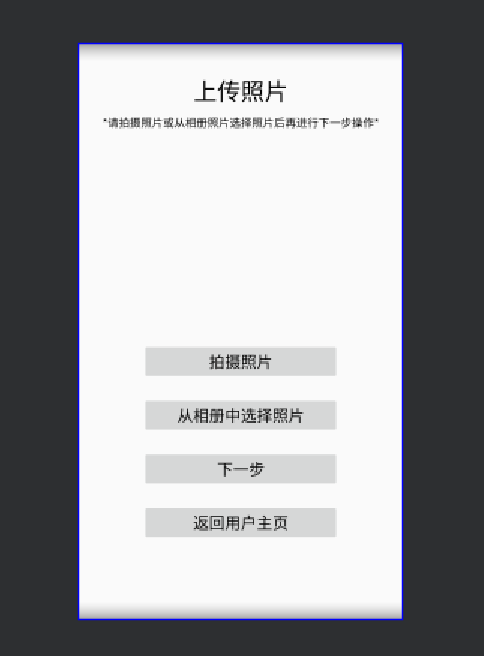 上传照片
*请拍摄照片或从相册照片选择照片后再进行下一步操作*
拍摄照片
从相册中选择照片
下一步
返回用户主页